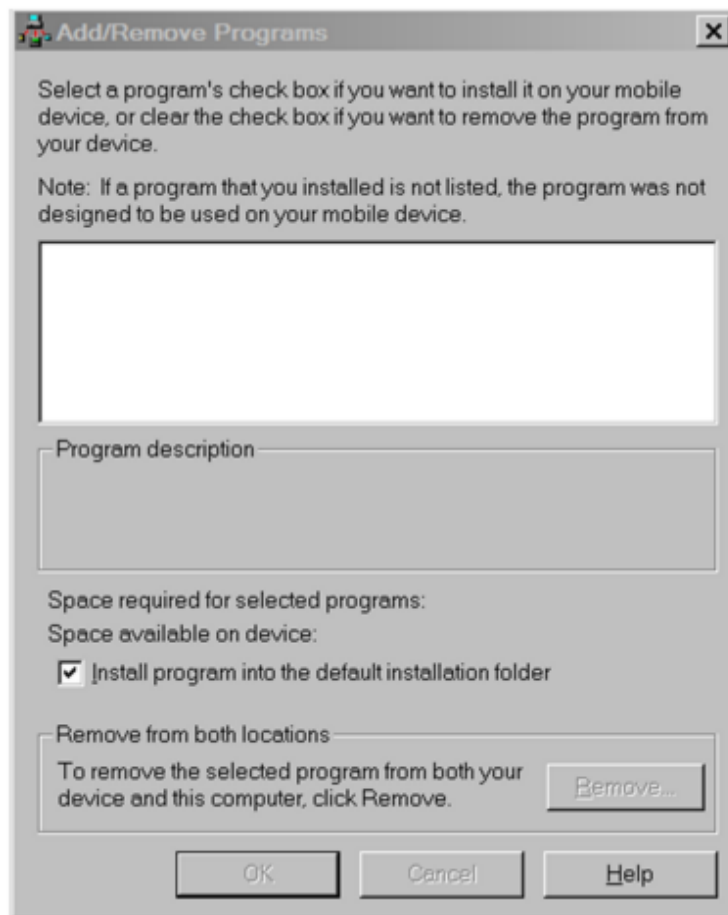 Add/Remove Programs
Select a program's check box if you want to install it on your mobile
device, or clear the check box if you want to remove the program from
your device.
Note: If a program that you installed is not listed, the program was not
designed to be used on your mobile device.
Program description
Space required for selected programs:
Space available on device:
Install program into the default installation folder
Remove from both locations
To remove the selected program from both your
device and this computer, click Remove.
Remove...
OK
Cancel
Help